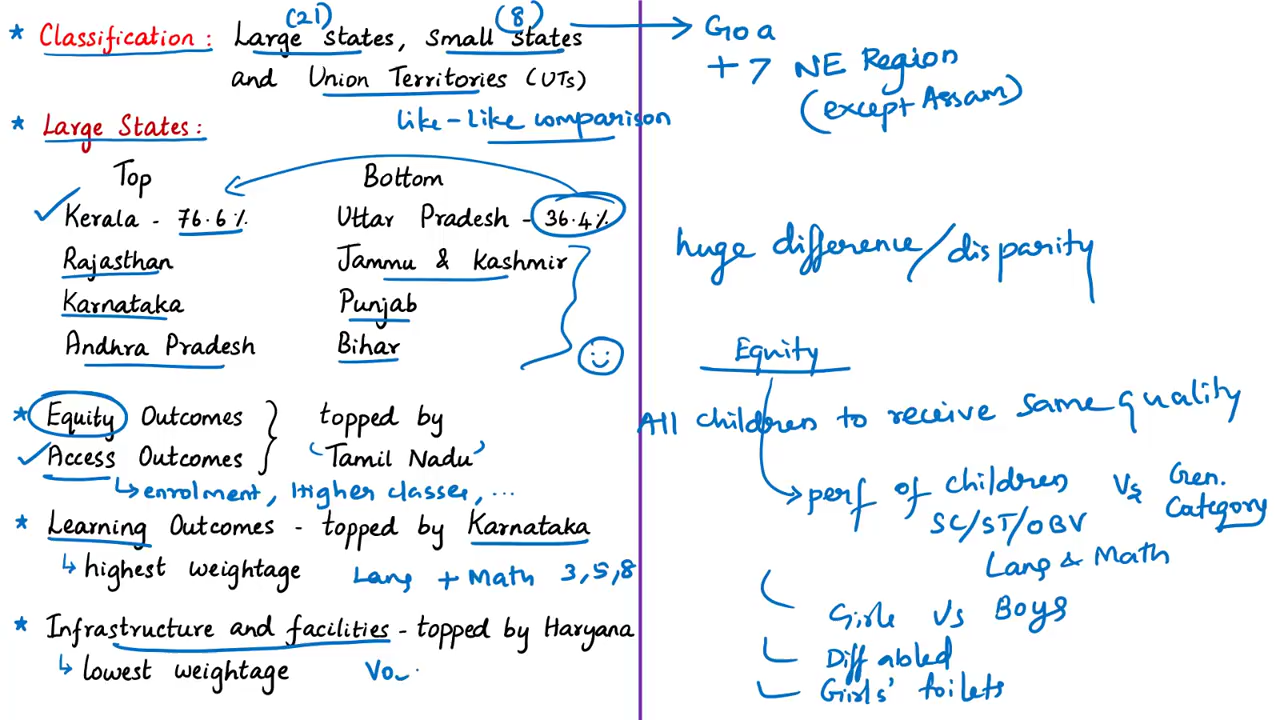 (21) (8)
* Classification: Large states, small states
and Union Territories (UTs)
like-like comparison
* Large States:
Top Bottom
Kerala - 76.6% Uttar Pradesh - 36.4%
Rajasthan Jammu & Kashmir
Karnataka Punjab
Andhra Pradesh Bihar
* Equity Outcomes } topped by
Access Outcomes } Tamil Nadu
enrolment, Higher classes, ...
* Learning Outcomes - topped by Karnataka
highest weightage Lang + Math 3, 5, 8
* Infrastructure and facilities - topped by Haryana
lowest weightage Vo
Goa
+ 7 NE Region
(except Assam)
huge difference/disparity
Equity
All children to receive same quality
perf of children Vs Gen. Category
SC/ST/OBV
Lang & Math
Girls Vs Boys
Diff abled
Girls' toilets